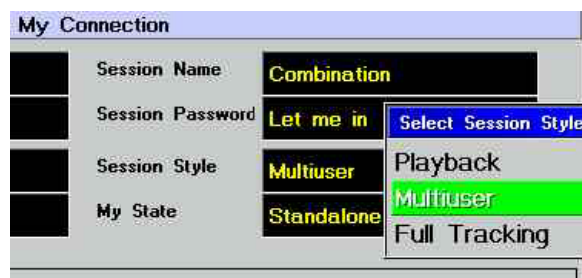 My Connection
Session Name Combination
Session Password Let me in
Select Session Style
Session Style Multiuser
Playback
Multiuser
My State Standalone
Full Tracking